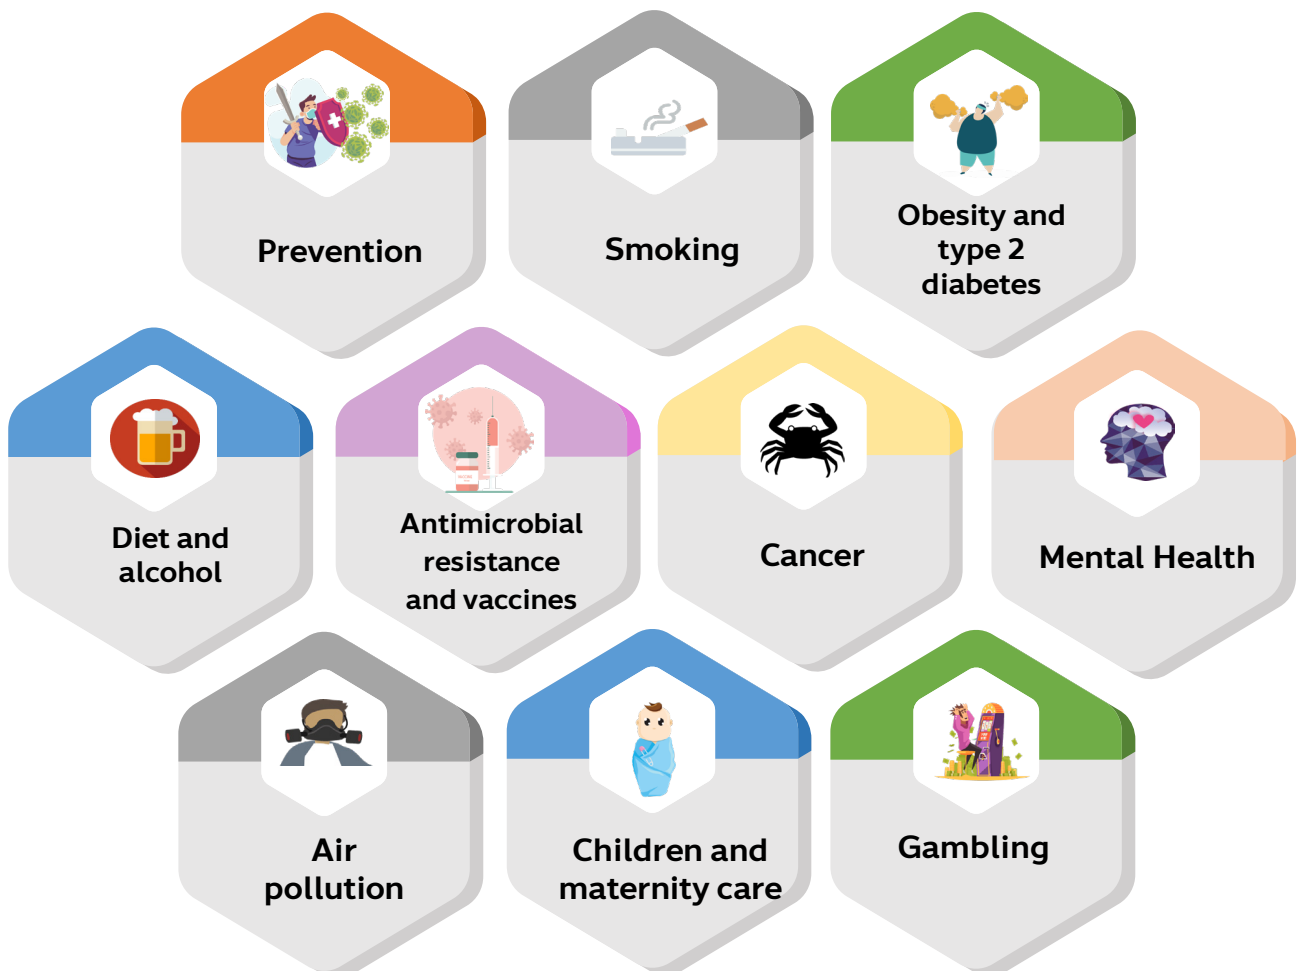 Prevention
Smoking
Obesity and
type 2
diabetes
Diet and
alcohol
Antimicrobial
resistance
and vaccines
Cancer
Mental Health
Air
pollution
Children and
maternity care
Gambling